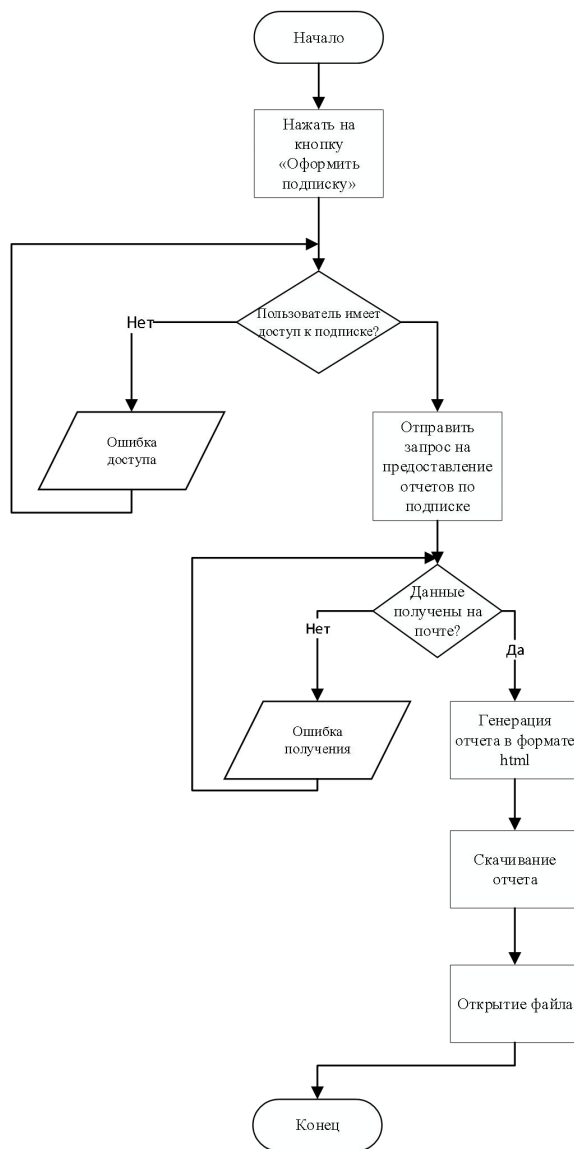 Начало
Нажать на
кнопку
«Оформить
подписку»
Пользователь имеет
доступ к подписке?
Нет
Ошибка
доступа
Отправить
запрос на
предоставление
отчетов по
подписке
Данные
получены на
почте?
Нет
Да
Ошибка
получения
Генерация
отчета в формате
html
Скачивание
отчета
Открытие файла
Конец